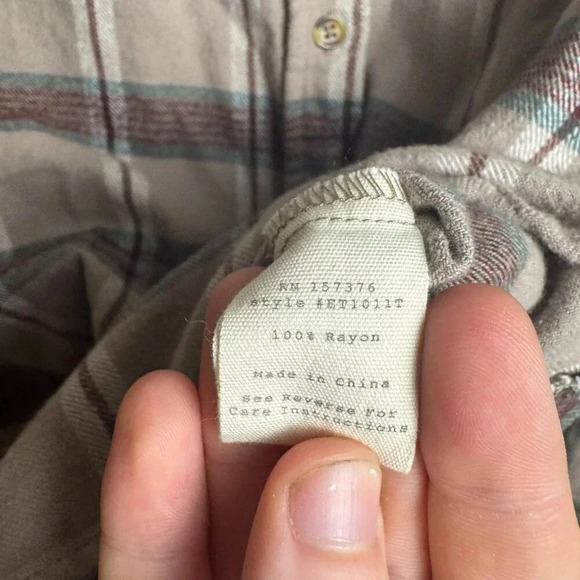 RN 157376
style #ET1011T
100% Rayon
Made in China
See Reverse For
Care Instructions